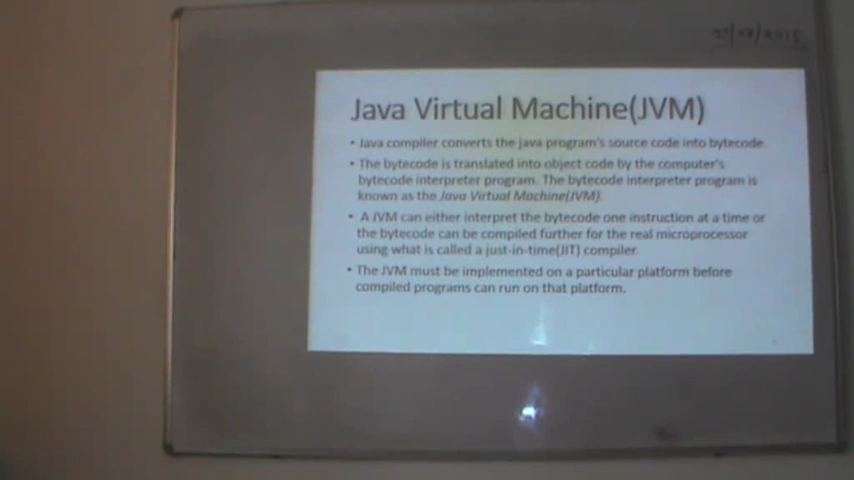 Java Virtual Machine(JVM)
• Java compiler converts the java program's source code into bytecode
• The bytecode is translated into object code by the computer's
bytecode interpreter program. The bytecode interpreter program is
known as the Java Virtual Machine(JVM).
• A JVM can either interpret the bytecode one instruction at a time or
the bytecode can be compiled further for the real microprocessor
using what is called a just-in-time(JIT) compiler.
• The JVM must be implemented on a particular platform before
compiled programs can run on that platform.